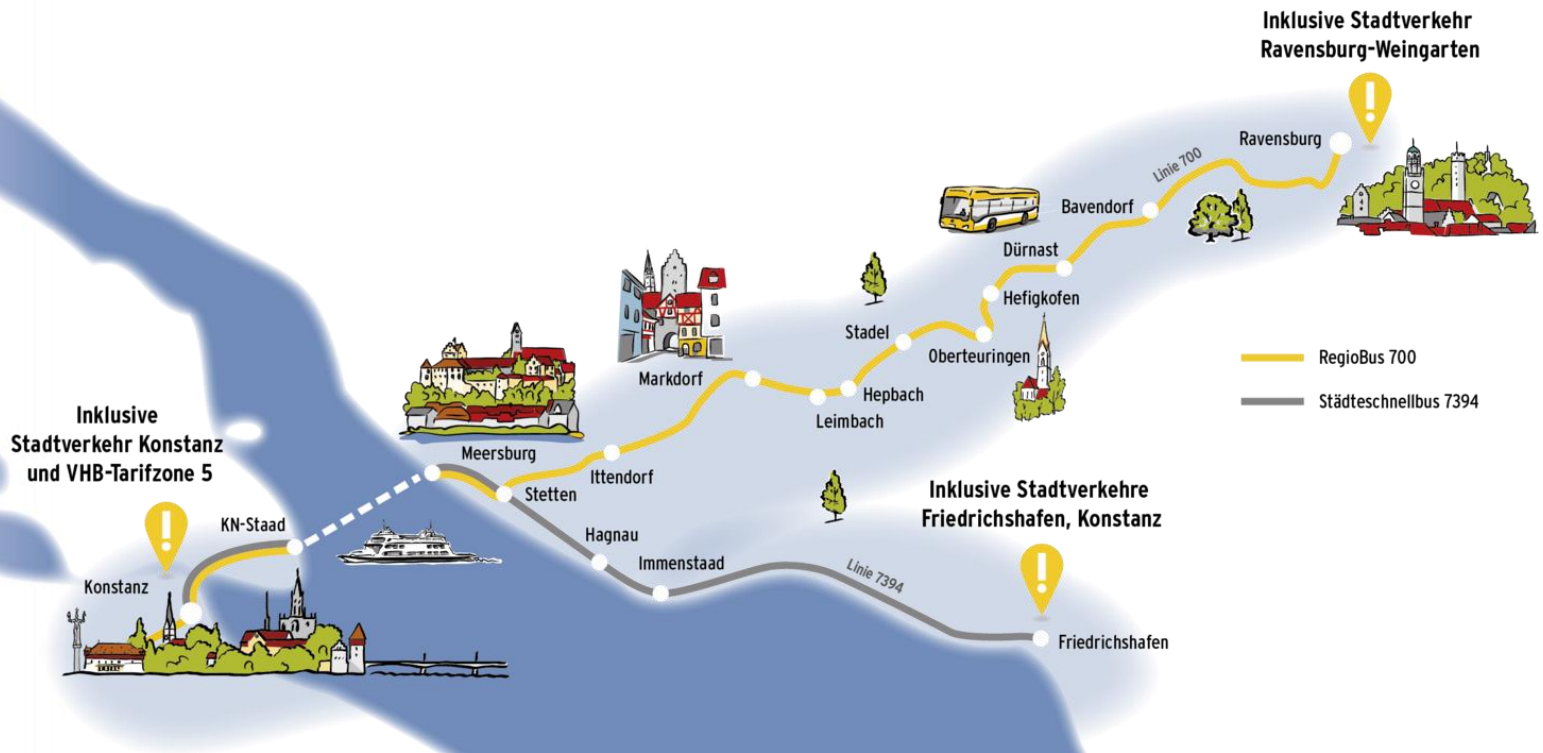 Inklusive Stadtverkehr
Ravensburg-Weingarten
Ravensburg
Linie 700
Bavendorf
Dürnast
Hefigkofen
Stadel
Oberteuringen
RegioBus 700
Markdorf
Hepbach
Städteschnellbus 7394
Leimbach
Inklusive
Stadtverkehr Konstanz
und VHB-Tarifzone 5
Meersburg
Ittendorf
Stetten
Inklusive Stadtverkehre
Friedrichshafen, Konstanz
KN-Staad
Hagnau
Immenstaad
Linie 7394
Konstanz
Friedrichshafen